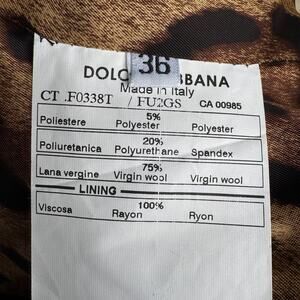 36
DOLC BBANA
Made in Italy
CT .F0338T / FU2GS CA 00985
5%
Poliestere Polyester Polyester
20%
Poliuretanica Polyurethane Spandex
75%
Lana vergine Virgin wool Virgin wool
LINING
100%
Viscosa Rayon Ryon